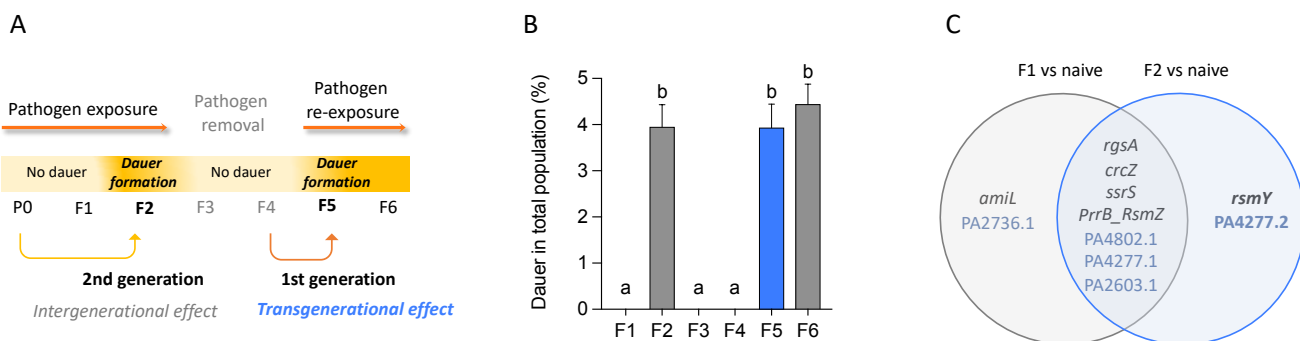 A
Pathogen exposure
Pathogen
removal
Pathogen
re-exposure
No dauer
Dauer
formation
No dauer
Dauer
formation
P0 F1 F2 F3 F4 F5 F6
2nd generation
Intergenerational effect
1st generation
Transgenerational effect
B
Dauer in total population (%)
5
4
3
2
1
0
a b a a b b
F1 F2 F3 F4 F5 F6
C
F1 vs naive
F2 vs naive
amiL
PA2736.1
rgsA
crcZ
ssrS
PrrB_RsmZ
PA4802.1
PA4277.1
PA2603.1
rsmY
PA4277.2